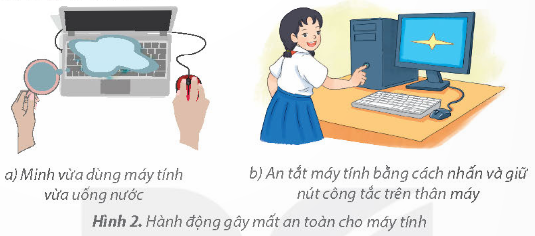 a) Minh vừa dùng máy tính
vừa uống nước
b) An tắt máy tính bằng cách nhấn và giữ
nút công tắc trên thân máy
Hình 2. Hành động gây mất an toàn cho máy tính